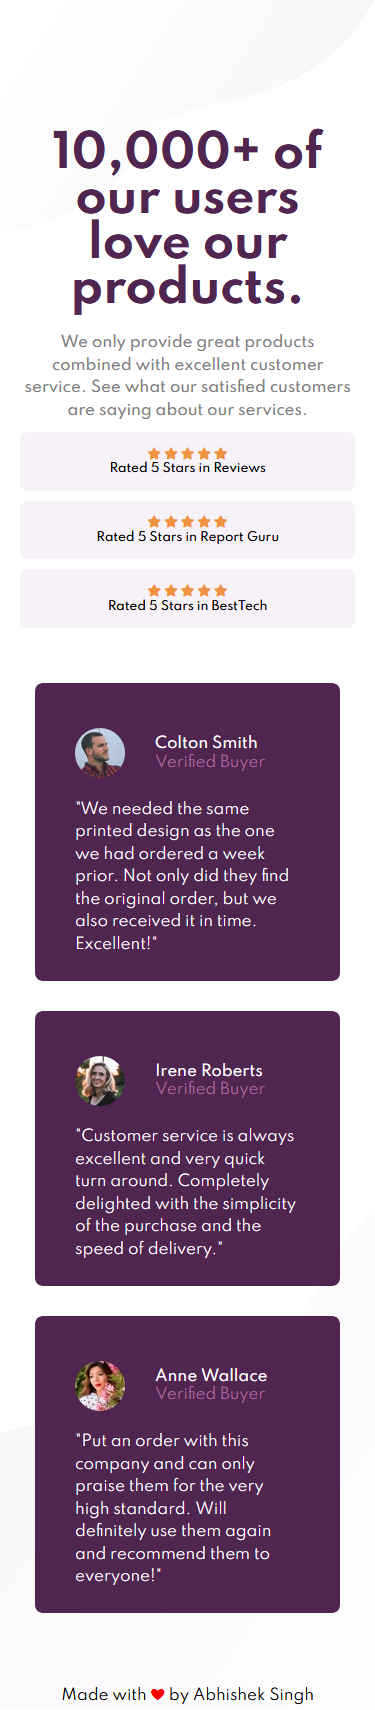 10,000+ of
our users
love our
products.
We only provide great products
combined with excellent customer
service. See what our satisfied customers
are saying about our services.
Rated 5 Stars in Reviews
Rated 5 Stars in Report Guru
Rated 5 Stars in BestTech
Colton Smith
Verified Buyer
"We needed the same
printed design as the one
we had ordered a week
prior. Not only did they find
the original order, but we
also received it in time.
Excellent!"
Irene Roberts
Verified Buyer
"Customer service is always
excellent and very quick
turn around. Completely
delighted with the simplicity
of the purchase and the
speed of delivery."
Anne Wallace
Verified Buyer
"Put an order with this
company and can only
praise them for the very
high standard. Will
definitely use them again
and recommend them to
everyone!"
Made with ❤ by Abhishek Singh